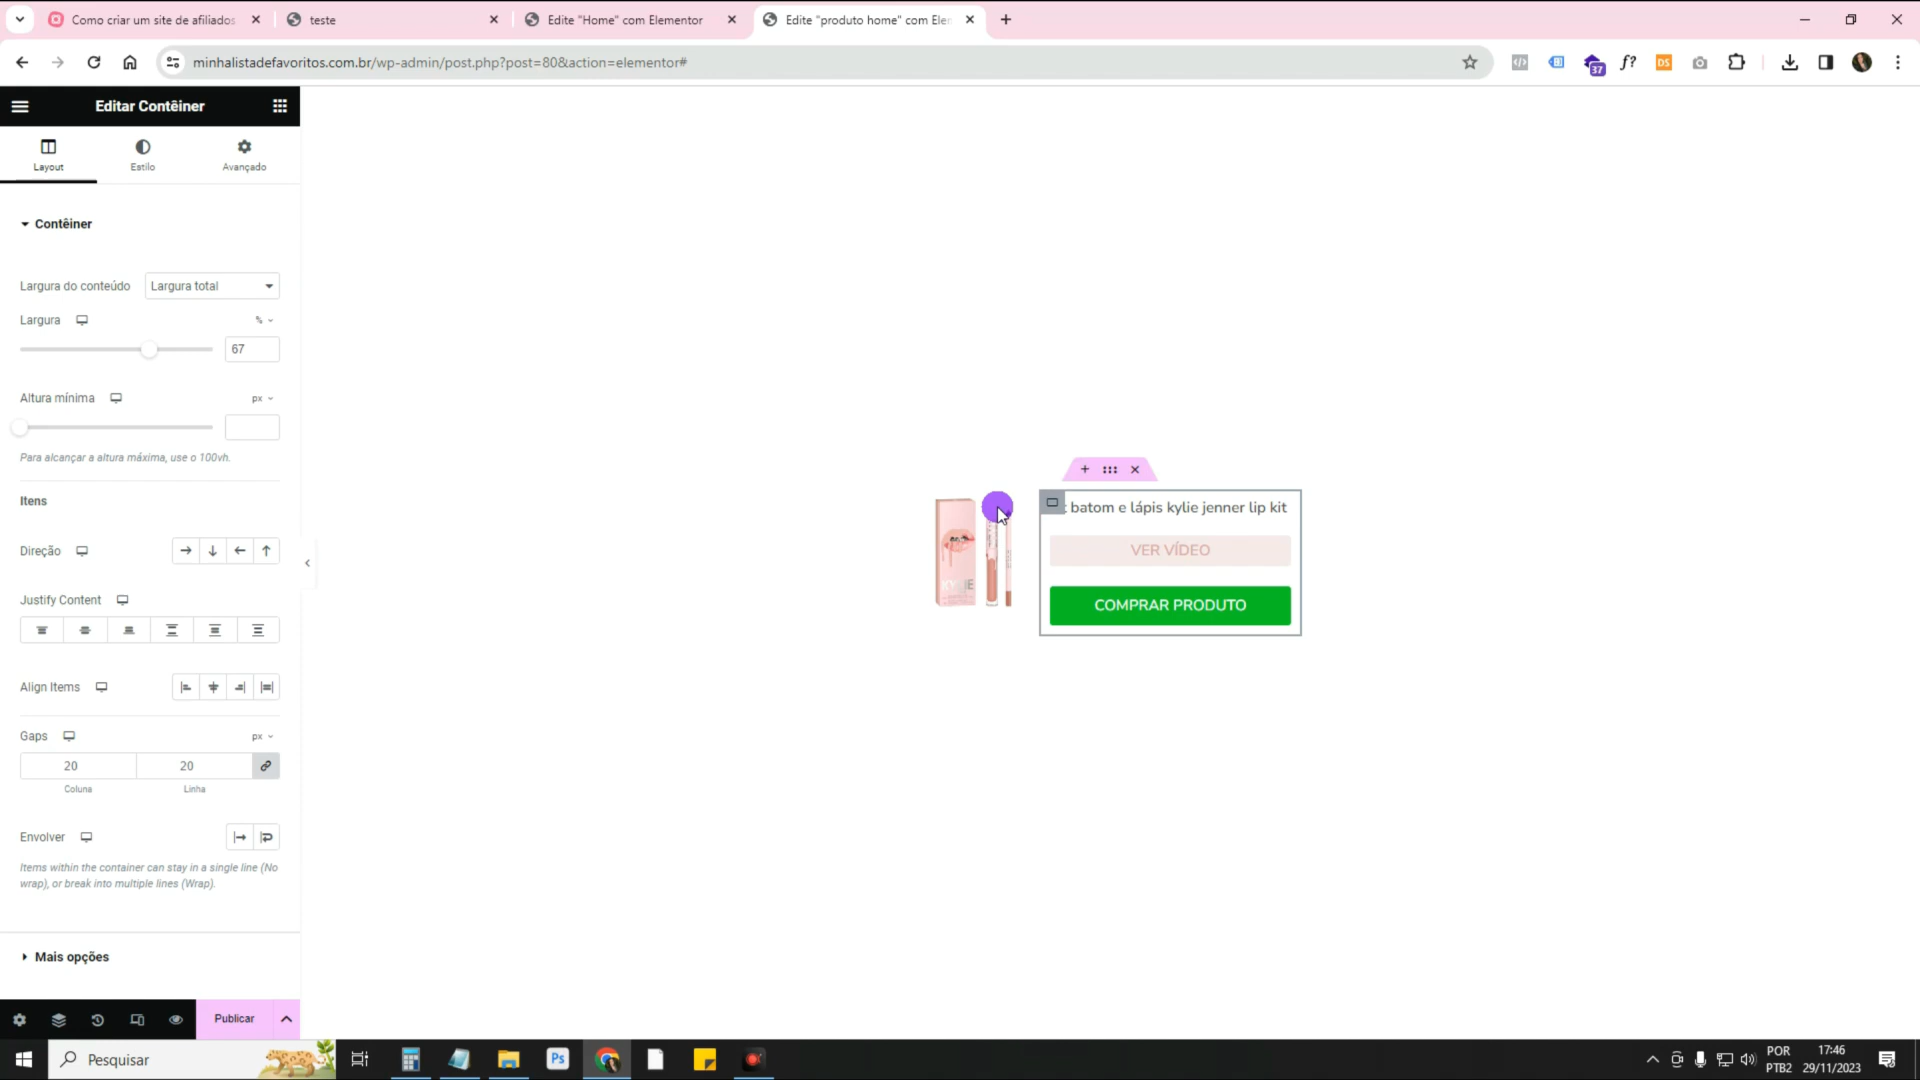 Como criar um site de afiliados
teste
Edite "Home" com Elementor
Edite "produto home" com Ele
minhalistadefavoritos.com.br/wp-admin/post.php?post=80&action=elementor#
37
f?
DS
Editar Contêiner
Layout
Estilo
Avançado
Contêiner
Largura do conteúdo
Largura total
Largura
%
67
Altura mínima
px
Para alcançar a altura máxima, use o 100vh.
Itens
Direção
Justify Content
Align Items
Gaps
px
20
20
Coluna
Linha
Envolver
Items within the container can stay in a single line (No
wrap), or break into multiple lines (Wrap).
Mais opções
Publicar
batom e lápis kylie jenner lip kit
VER VÍDEO
COMPRAR PRODUTO
KYLIE
Pesquisar
Ps
POR
PTB2
17:46
29/11/2023